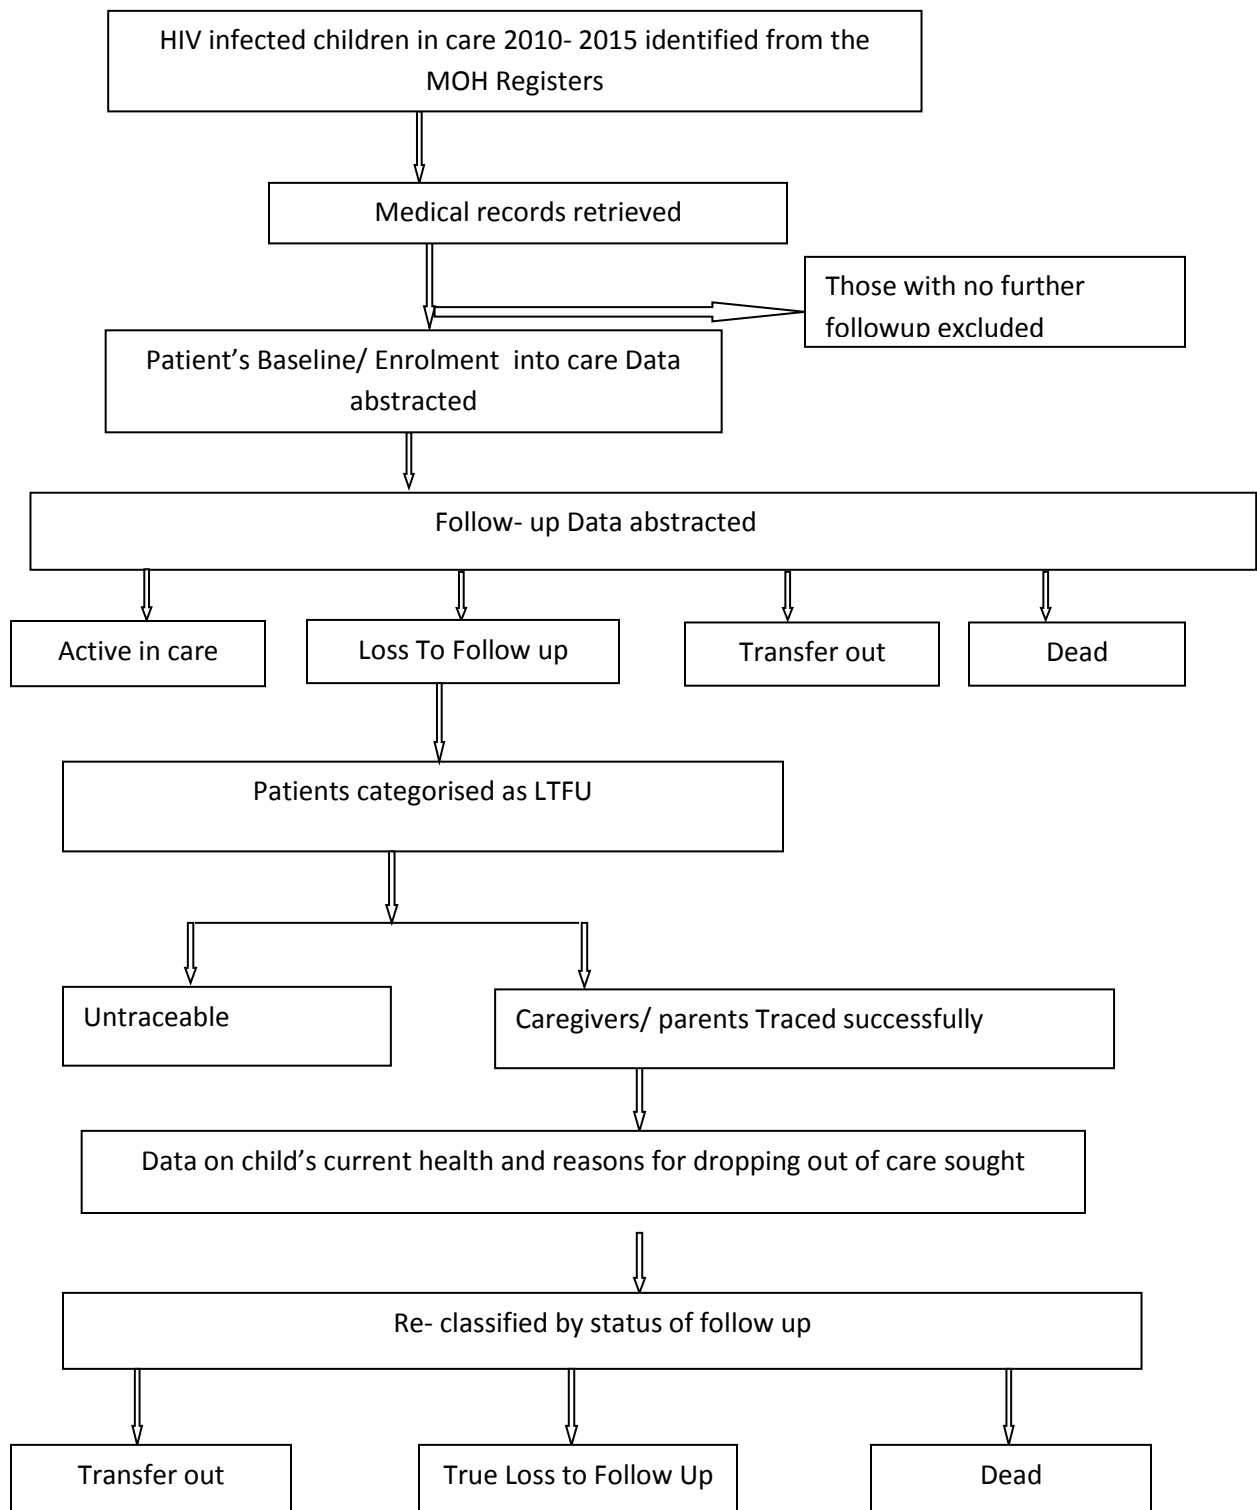 HIV infected children in care 2010- 2015 identified from the
MOH Registers
Medical records retrieved
Those with no further
followup excluded
Patient’s Baseline/ Enrolment into care Data
abstracted
Follow- up Data abstracted
Active in care
Loss To Follow up
Transfer out
Dead
Patients categorised as LTFU
Untraceable
Caregivers/ parents Traced successfully
Data on child’s current health and reasons for dropping out of care sought
Re- classified by status of follow up
Transfer out
True Loss to Follow Up
Dead